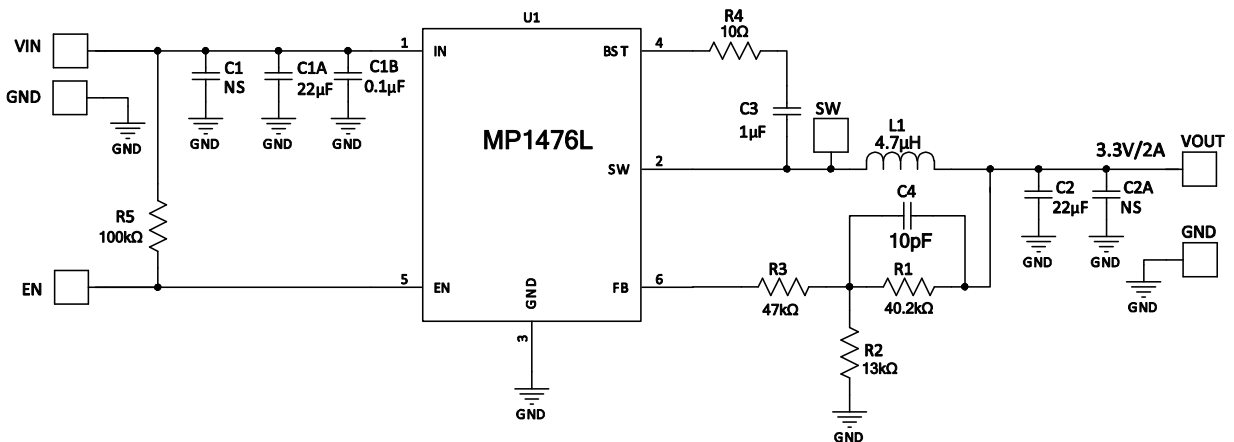 U1
VIN
GND
GND
C1
NS
GND
C1A
22µF
GND
C1B
0.1µF
GND
1
IN
BST
4
R4
10Ω
C3
1µF
SW
MP1476L
SW
2
L1
4.7µH
3.3V/2A
VOUT
C2
22µF
GND
C2A
NS
GND
GND
GND
R5
100kΩ
C4
10pF
EN
5
EN
GND
3
GND
FB
6
R3
47kΩ
R1
40.2kΩ
R2
13kΩ
GND